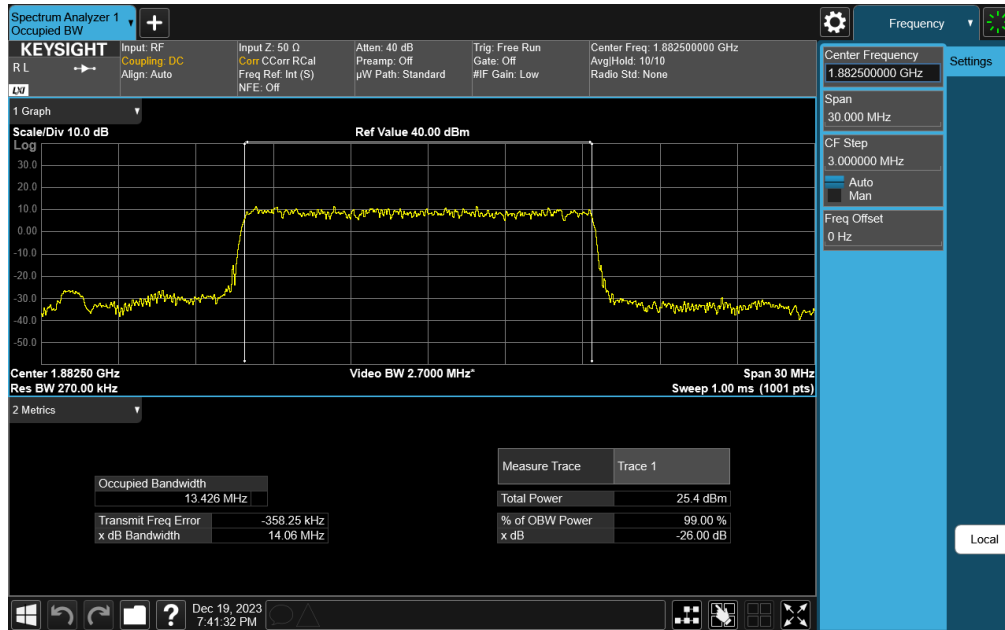 Spectrum Analyzer 1
Occupied BW
Frequency
KEYSIGHT
R L
LXI
Input: RF
Coupling: DC
Align: Auto
Input Z: 50 Ω
Corr CCorr RCal
Freq Ref: Int (S)
NFE: Off
Atten: 40 dB
Preamp: Off
µW Path: Standard
Trig: Free Run
Gate: Off
#IF Gain: Low
Center Freq: 1.882500000 GHz
Avg|Hold: 10/10
Radio Std: None
1 Graph
Scale/Div 10.0 dB
Ref Value 40.00 dBm
Log
30.0
20.0
10.0
0.00
-10.0
-20.0
-30.0
-40.0
-50.0
Center 1.88250 GHz
Video BW 2.7000 MHz*
Span 30 MHz
Res BW 270.00 kHz
Sweep 1.00 ms (1001 pts)
2 Metrics
Occupied Bandwidth
13.426 MHz
Transmit Freq Error -358.25 kHz
x dB Bandwidth 14.06 MHz
Measure Trace Trace 1
Total Power 25.4 dBm
% of OBW Power 99.00 %
x dB -26.00 dB
Center Frequency
1.882500000 GHz
Span
30.000 MHz
CF Step
3.000000 MHz
Auto
Man
Freq Offset
0 Hz
Settings
Local
Dec 19, 2023
7:41:32 PM